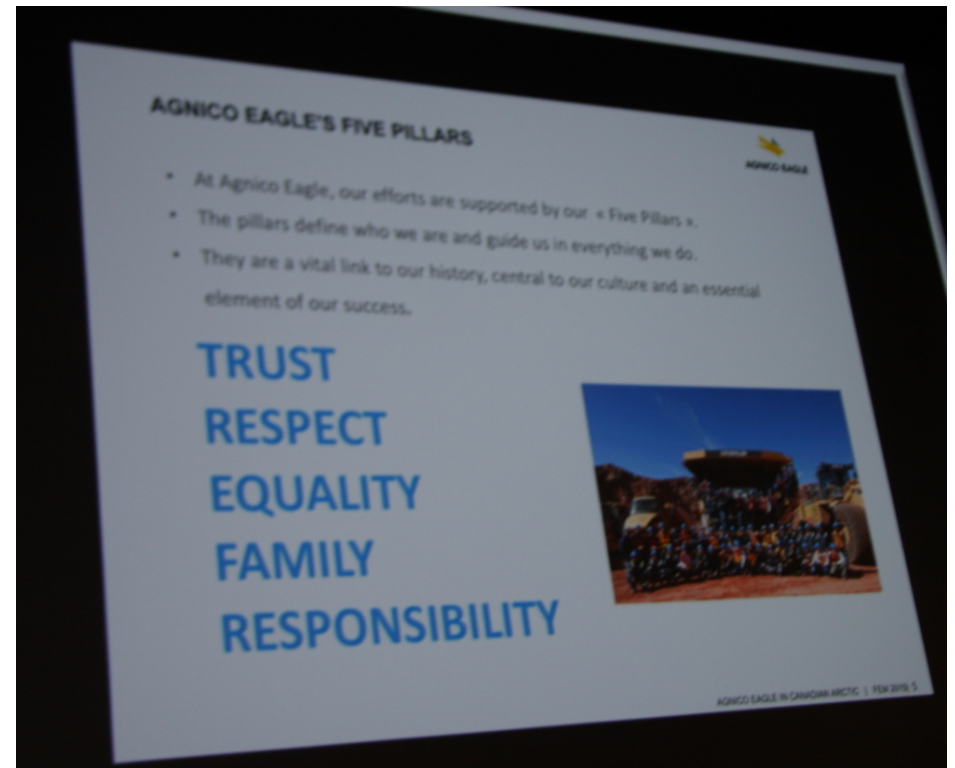 AGNICO EAGLE'S FIVE PILLARS
AGNICO EAGLE
• At Agnico Eagle, our efforts are supported by our « Five Pillars ».
• The pillars define who we are and guide us in everything we do.
• They are a vital link to our history, central to our culture and an essential
element of our success.
TRUST
RESPECT
EQUALITY
FAMILY
RESPONSIBILITY
AGNICO EAGLE IN CANADIAN ARCTIC | FEM 2019| 5